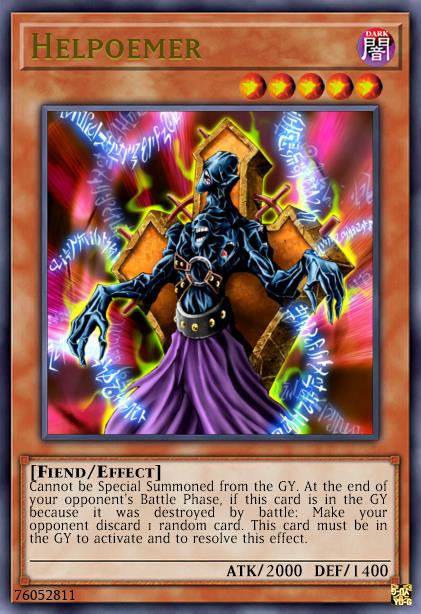 HELPOEMER
DARK
闇
[FIEND/EFFECT]
Cannot be Special Summoned from the GY. At the end of
your opponent's Battle Phase, if this card is in the GY
because it was destroyed by battle: Make your
opponent discard 1 random card. This card must be in
the GY to activate and to resolve this effect.
ATK/2000 DEF/1400
76052811